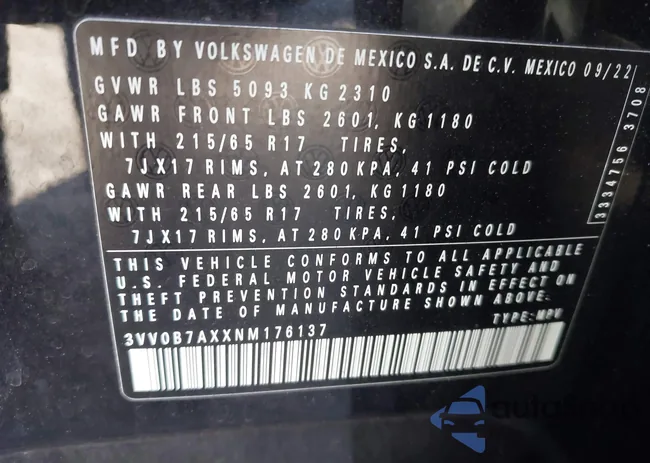 MFD BY VOLKSWAGEN DE MEXICO S.A. DE C.V. MEXICO 09/22
GVWR LBS 5093 KG 2310
GAWR FRONT LBS 2601, KG 1180
WITH 215/65 R17 TIRES,
7JX17 RIMS, AT 280 KPA, 41 PSI COLD
GAWR REAR LBS 2601, KG 1180
WITH 215/65 R17 TIRES,
7JX17 RIMS, AT 280 KPA, 41 PSI COLD
THIS VEHICLE CONFORMS TO ALL APPLICABLE
U.S. FEDERAL MOTOR VEHICLE SAFETY AND
THEFT PREVENTION STANDARDS IN EFFECT ON
THE DATE OF MANUFACTURE SHOWN ABOVE.
TYPE: MPV
3VV0B7AXXNM176137
3334756 3708